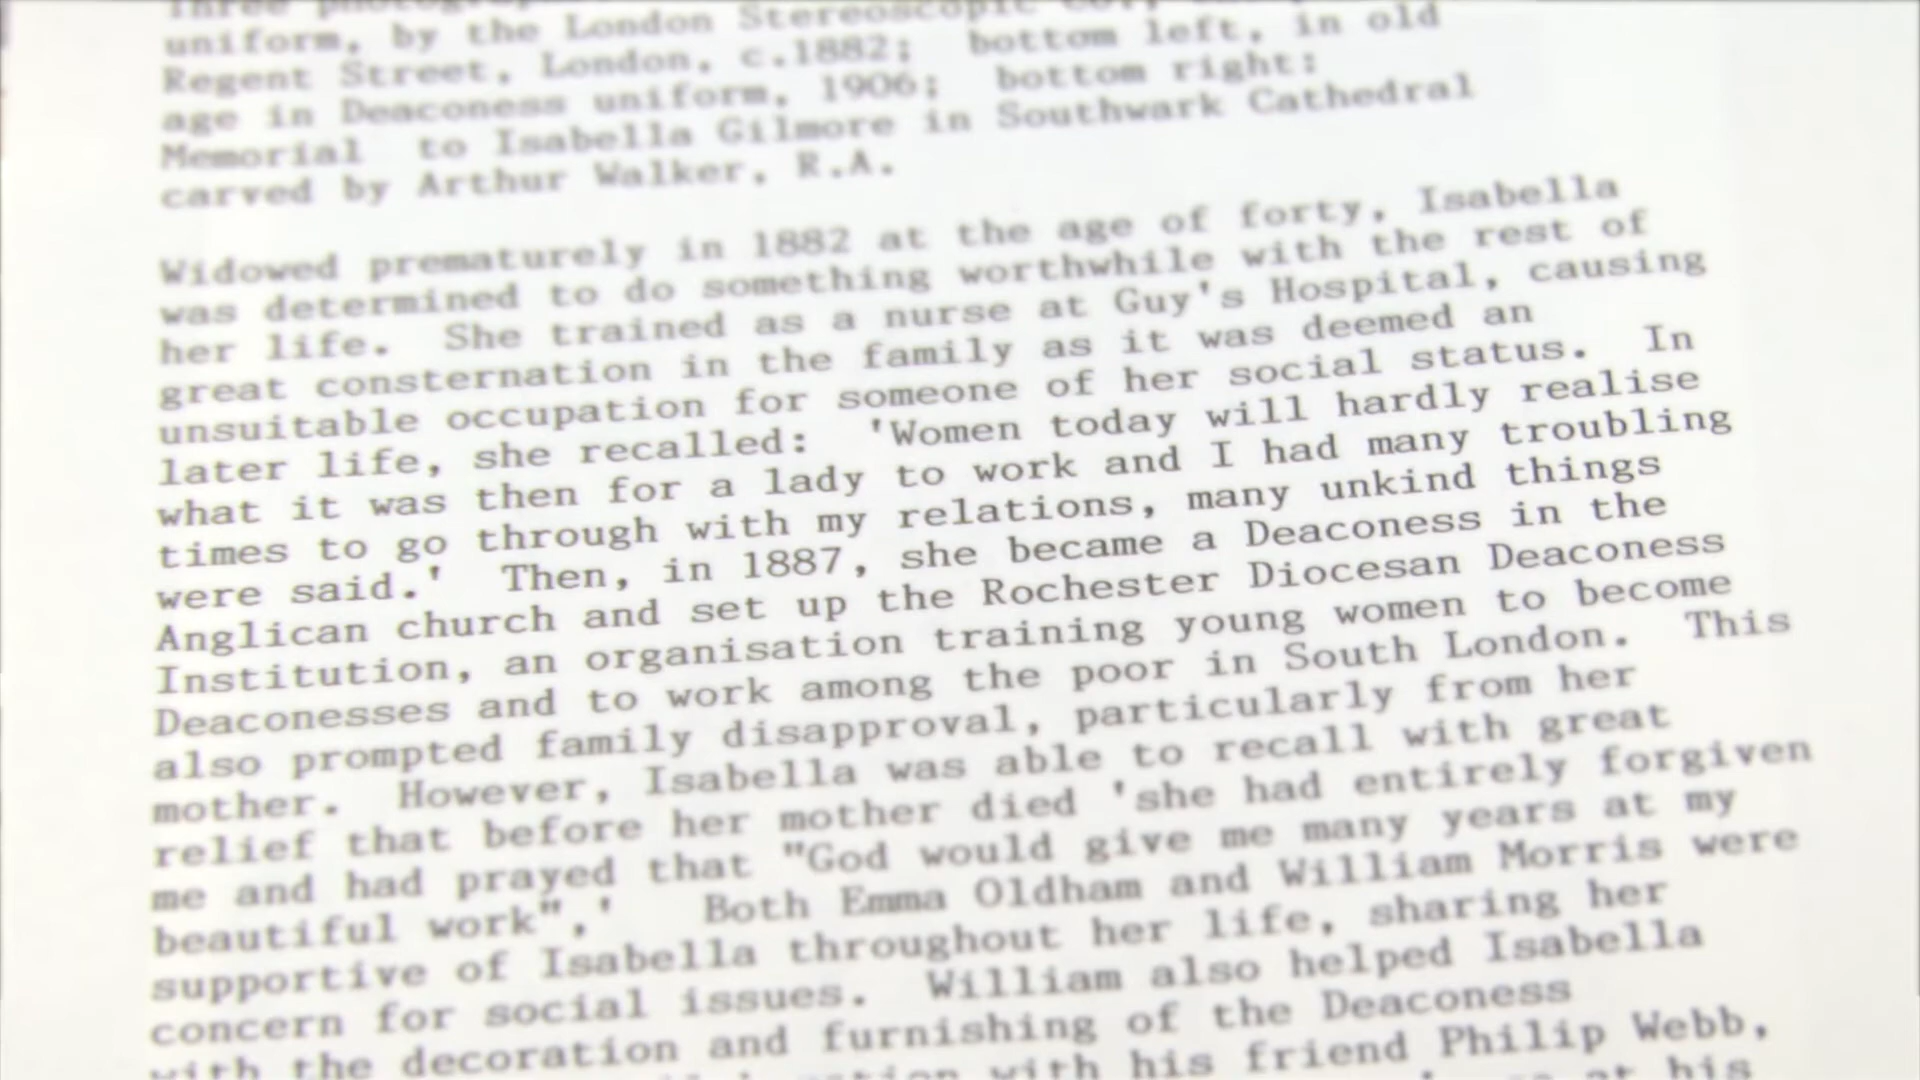 Three
uniform, by the London Stereoscopic Co.,
Regent Street, London, c.1882; bottom left, in old
age in Deaconess uniform, 1906; bottom right:
Memorial to Isabella Gilmore in Southwark Cathedral
carved by Arthur Walker, R.A.
Widowed prematurely in 1882 at the age of forty, Isabella
was determined to do something worthwhile with the rest of
her life. She trained as a nurse at Guy's Hospital, causing
great consternation in the family as it was deemed an
unsuitable occupation for someone of her social status. In
later life, she recalled: 'Women today will hardly realise
what it was then for a lady to work and I had many troubling
times to go through with my relations, many unkind things
were said.' Then, in 1887, she became a Deaconess in the
Anglican church and set up the Rochester Diocesan Deaconess
Institution, an organisation training young women to become
Deaconesses and to work among the poor in South London. This
also prompted family disapproval, particularly from her
mother. However, Isabella was able to recall with great
relief that before her mother died 'she had entirely forgiven
me and had prayed that "God would give me many years at my
beautiful work",' Both Emma Oldham and William Morris were
supportive of Isabella throughout her life, sharing her
concern for social issues. William also helped Isabella
with the decoration and furnishing of the Deaconess
with his friend Philip Webb,
at his